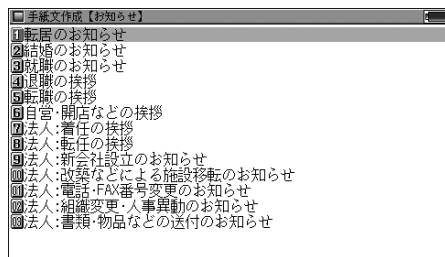 手紙文作成【お知らせ】
1転居のお知らせ
2結婚のお知らせ
3就職のお知らせ
4退職の挨拶
5転職の挨拶
6自営・開店などの挨拶
7法人:着任の挨拶
8法人:転任の挨拶
9法人:新会社設立のお知らせ
10法人:改築などによる施設移転のお知らせ
11法人:電話・FAX番号変更のお知らせ
12法人:組織変更・人事異動のお知らせ
13法人:書類・物品などの送付のお知らせ